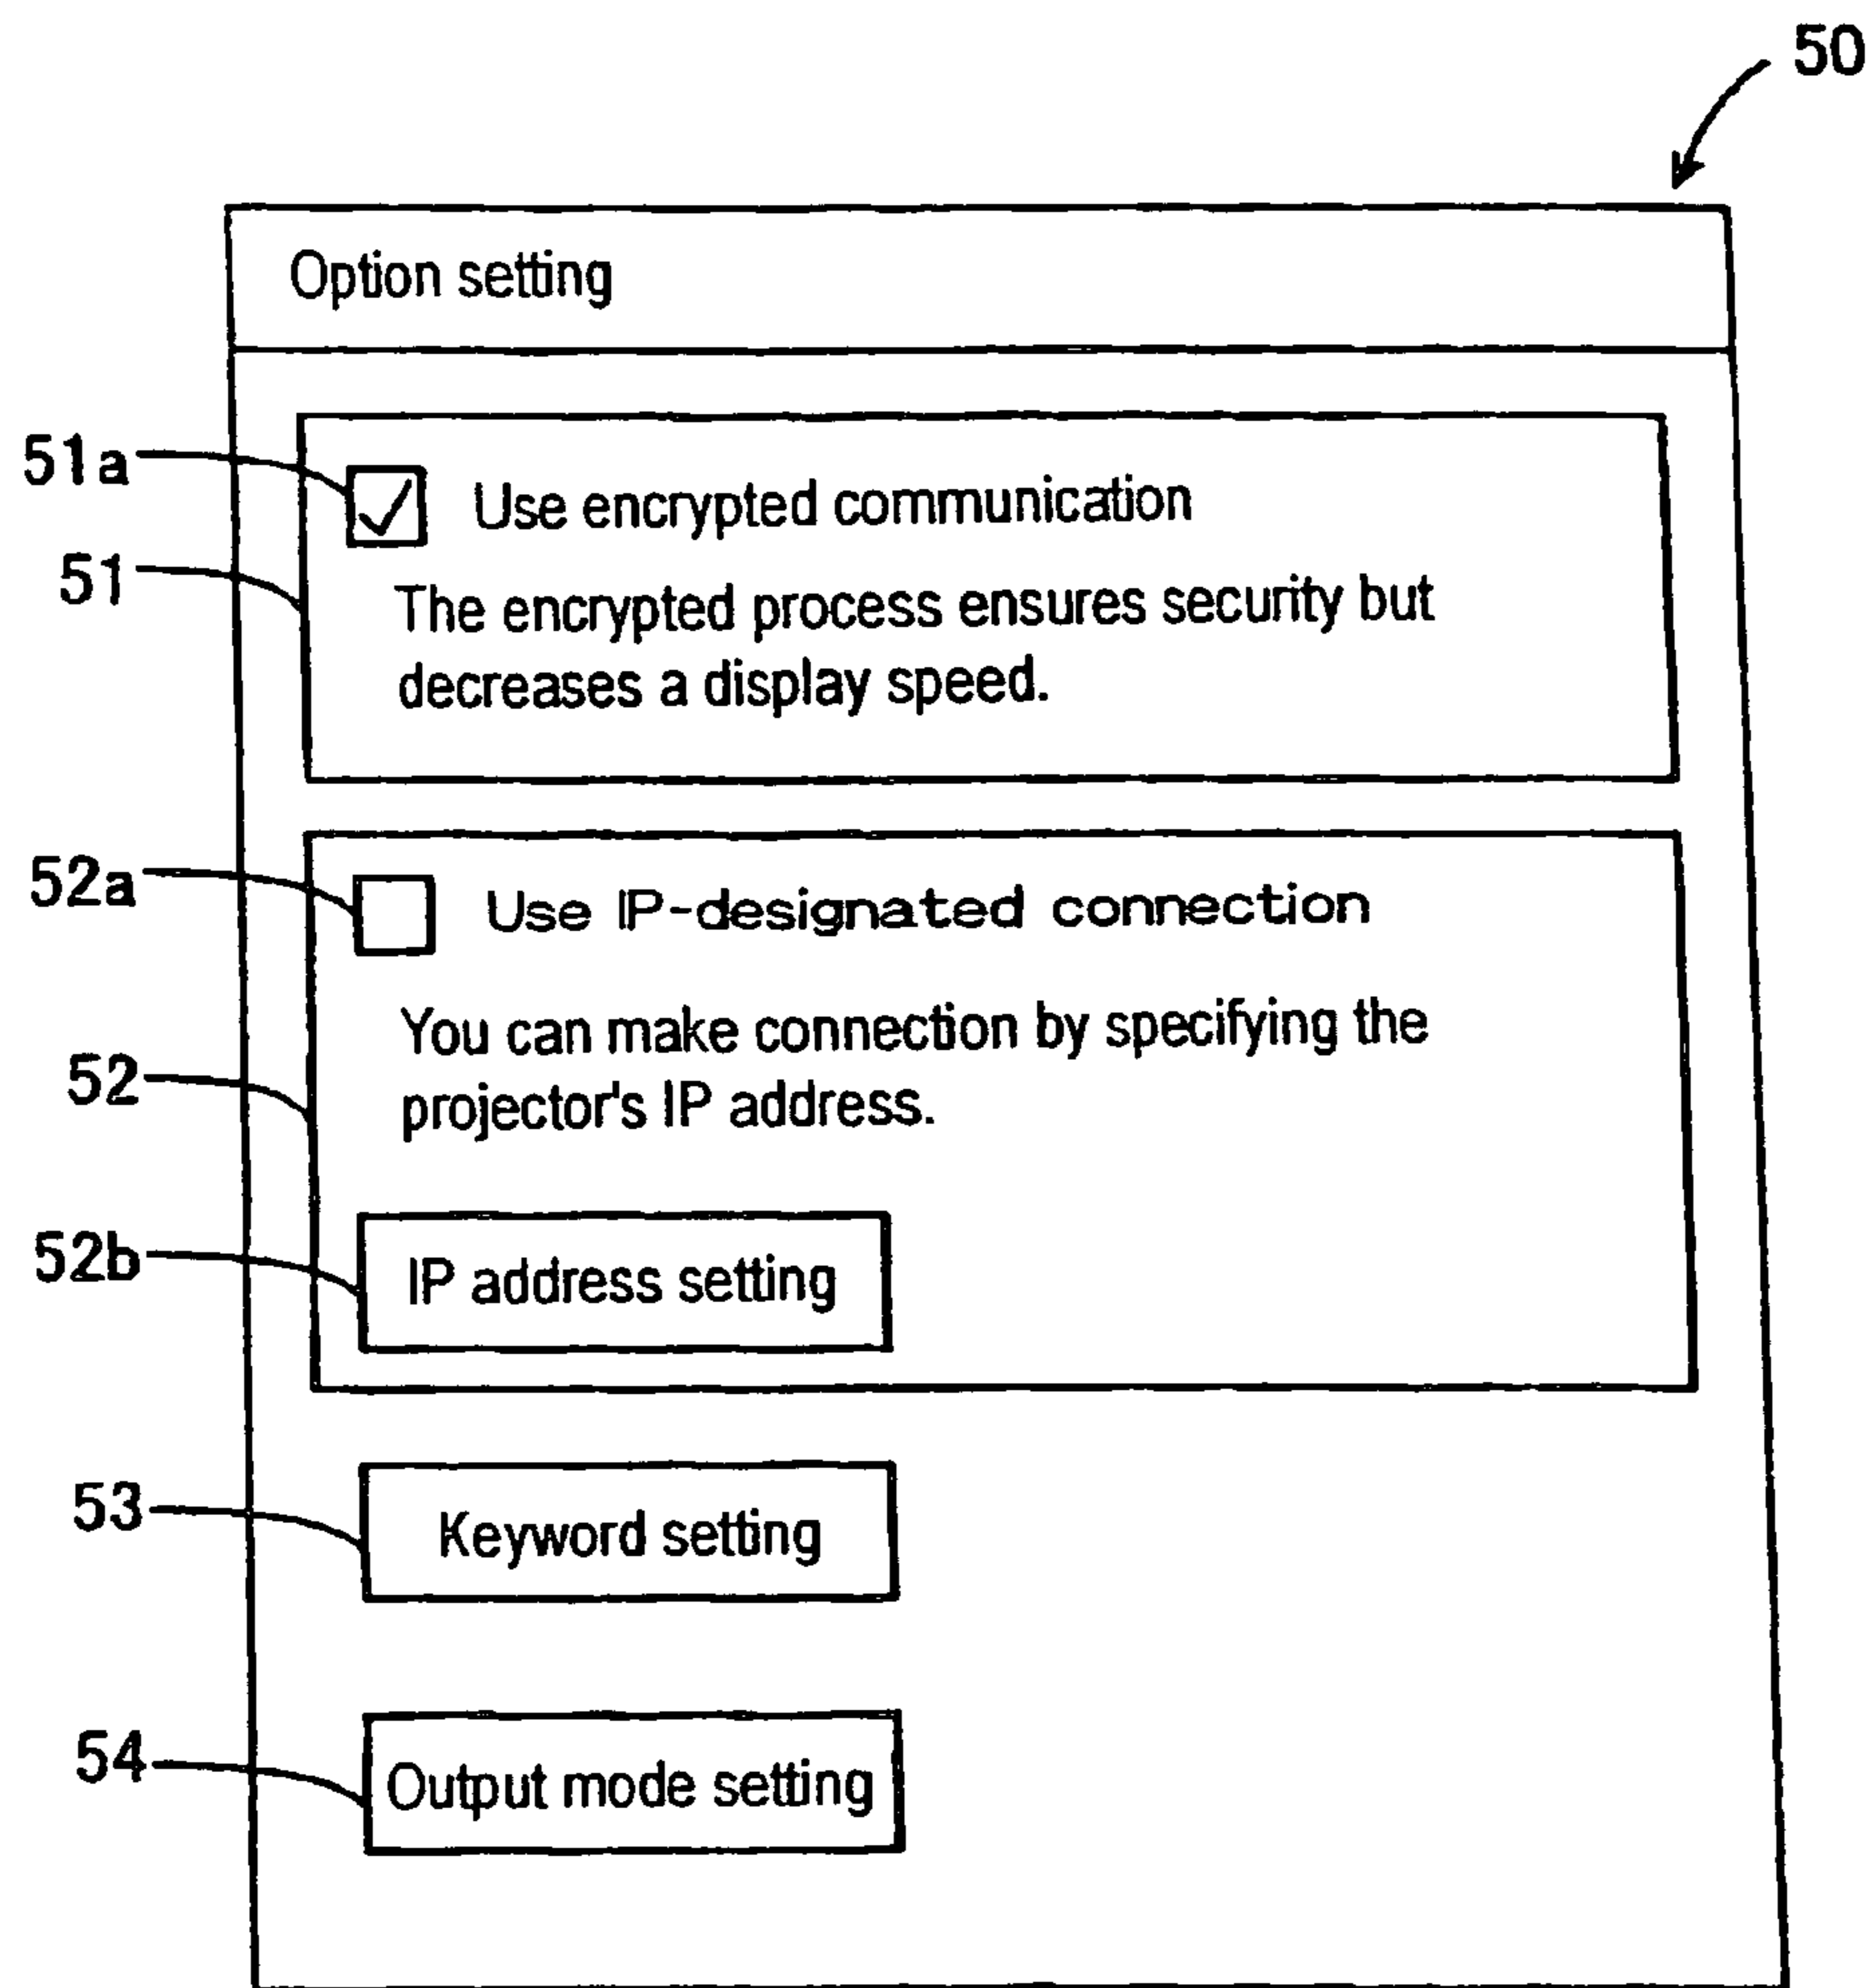 50
Option setting
51a
Use encrypted communication
51
The encrypted process ensures security but
decreases a display speed.
52a
Use IP-designated connection
You can make connection by specifying the
52
projector's IP address.
52b
IP address setting
53
Keyword setting
54
Output mode setting